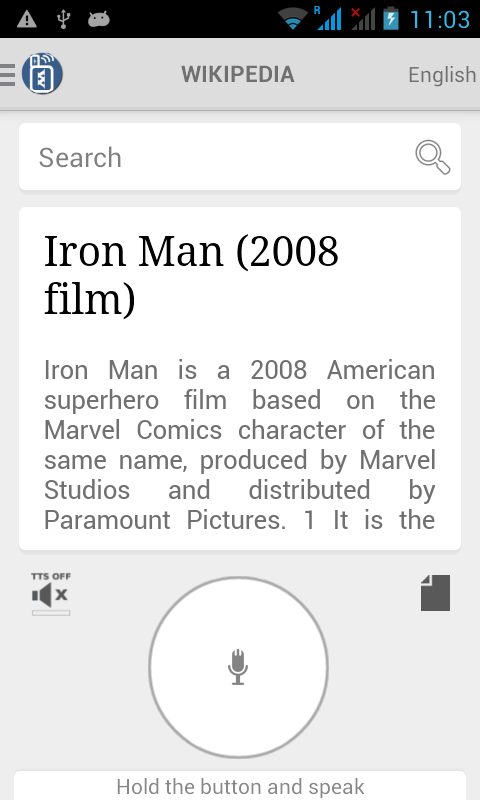 R
11:03
WIKIPEDIA
English
Search
Iron Man (2008
film)
Iron Man is a 2008 American
superhero film based on the
Marvel Comics character of the
same name, produced by Marvel
Studios and distributed by
Paramount Pictures. 1 It is the
TTS OFF
Hold the button and speak